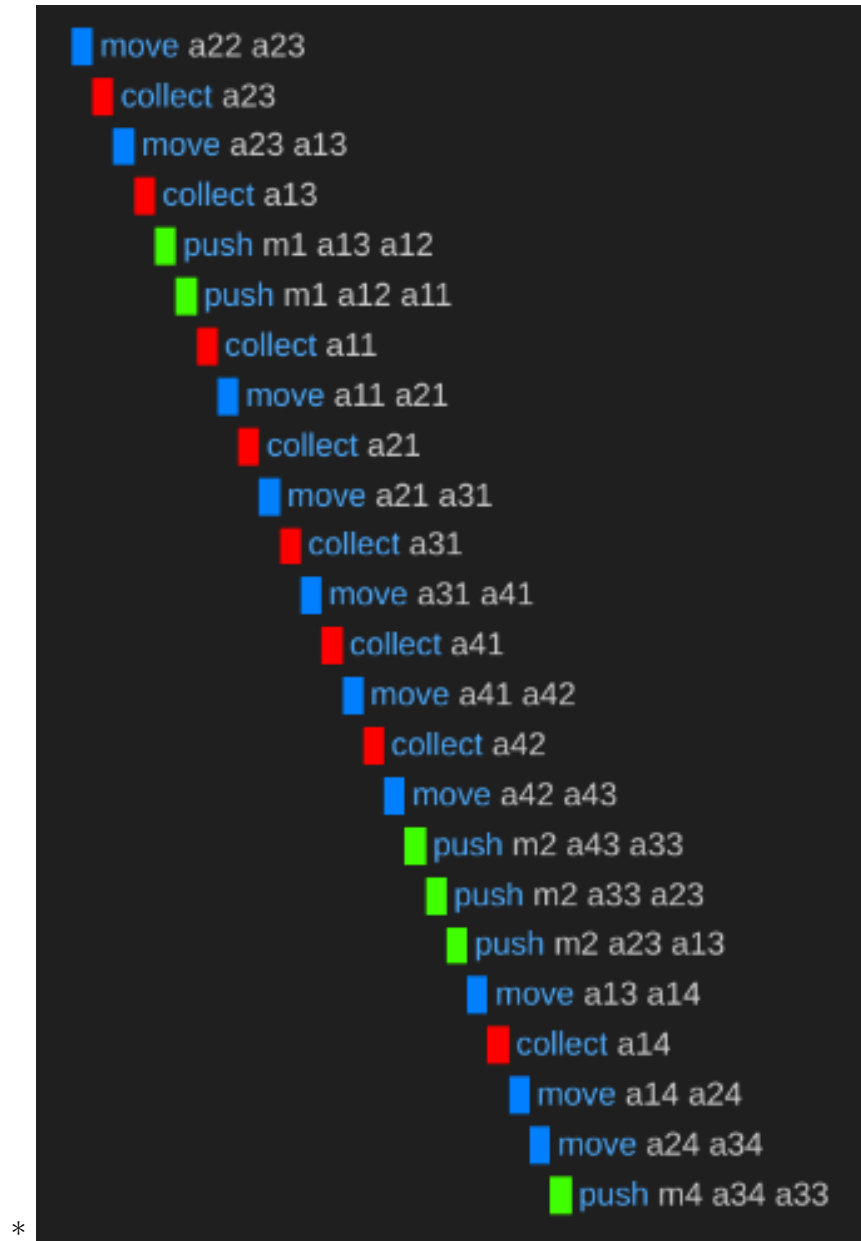 move a22 a23
collect a23
move a23 a13
collect a13
push m1 a13 a12
push m1 a12 a11
collect a11
move a11 a21
collect a21
move a21 a31
collect a31
move a31 a41
collect a41
move a41 a42
collect a42
move a42 a43
push m2 a43 a33
push m2 a33 a23
push m2 a23 a13
move a13 a14
collect a14
move a14 a24
move a24 a34
* push m4 a34 a33